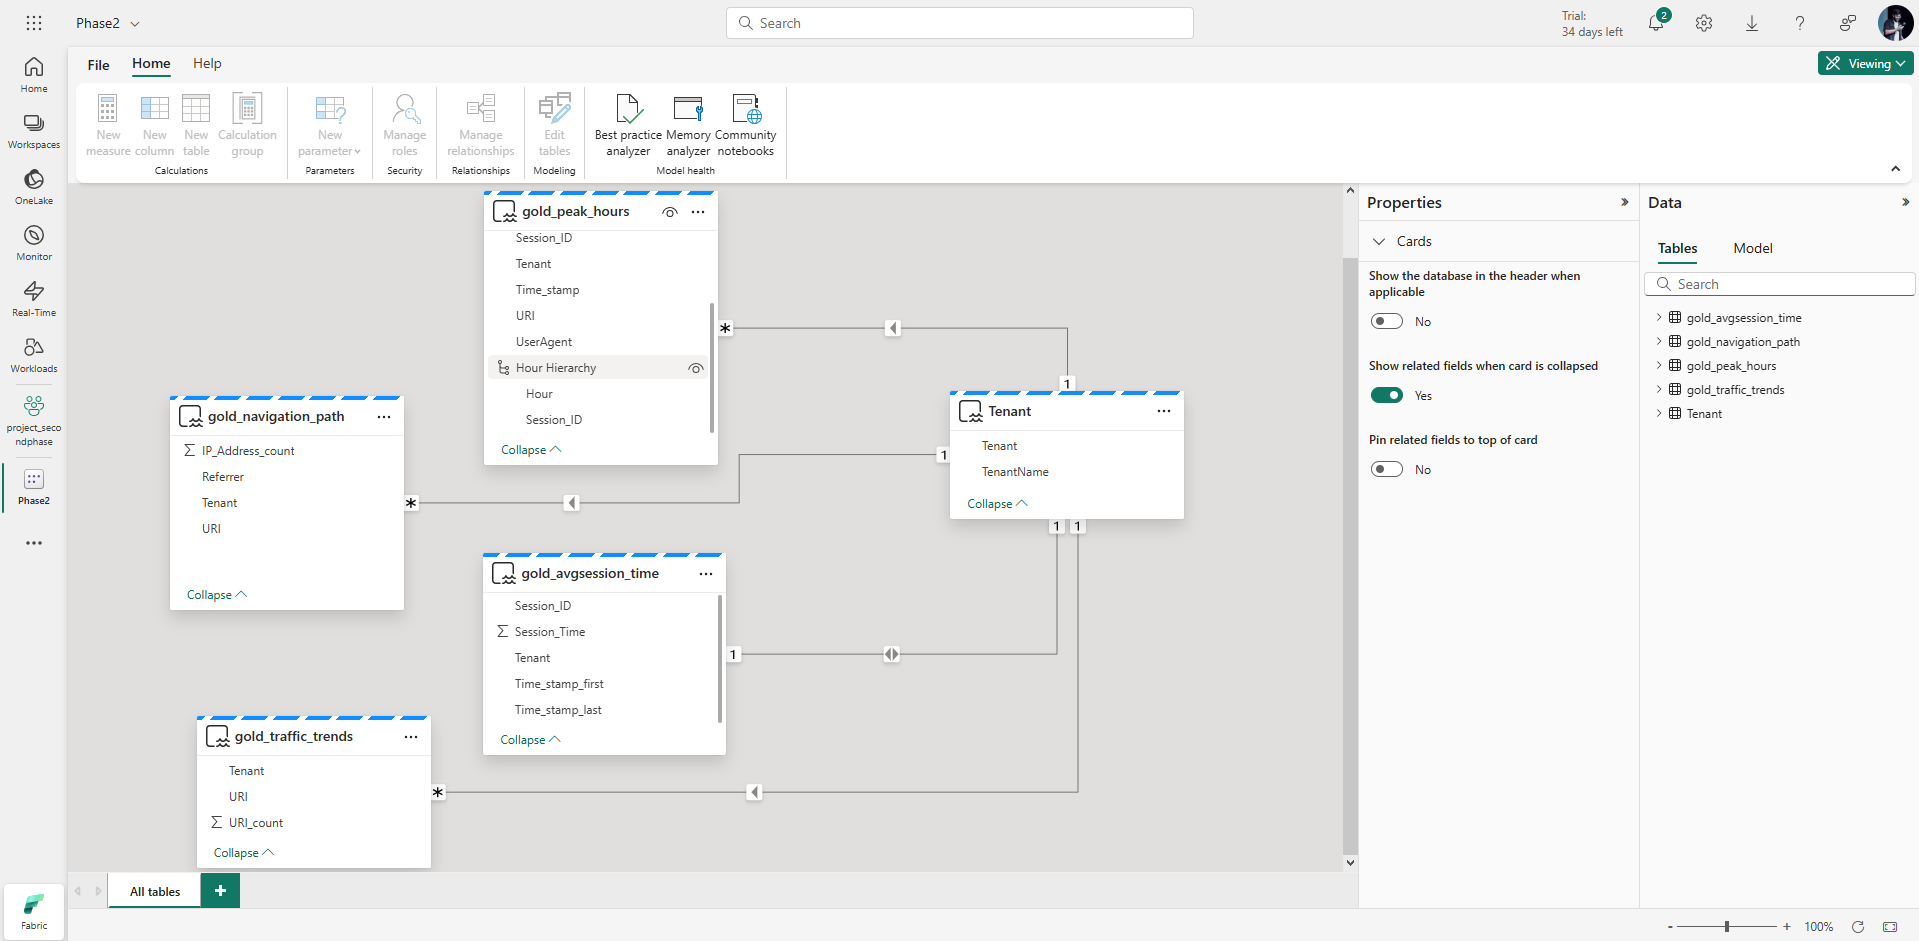 Phase2
Search
Trial:
34 days left
2
File
Home
Help
Viewing
New
measure
New
column
New
table
Calculation
group
Calculations
New
parameter
Parameters
Manage
roles
Security
Manage
relationships
Relationships
Edit
tables
Modeling
Best practice
analyzer
Memory
analyzer
Community
notebooks
Model health
Home
Workspaces
OneLake
Monitor
Real-Time
Workloads
project_seco
ndphase
Phase2
Fabric
gold_peak_hours
Session_ID
Tenant
Time_stamp
URI
UserAgent
Hour Hierarchy
Hour
Session_ID
Collapse
gold_navigation_path
IP_Address_count
Referrer
Tenant
URI
Collapse
Tenant
Tenant
TenantName
Collapse
gold_avgsession_time
Session_ID
Session_Time
Tenant
Time_stamp_first
Time_stamp_last
Collapse
gold_traffic_trends
Tenant
URI
URI_count
Collapse
*
1
*
1
1
1
1
*
Properties
Cards
Show the database in the header when
applicable
No
Show related fields when card is collapsed
Yes
Pin related fields to top of card
No
Data
Tables
Model
Search
gold_avgsession_time
gold_navigation_path
gold_peak_hours
gold_traffic_trends
Tenant
All tables
+
- + 100%